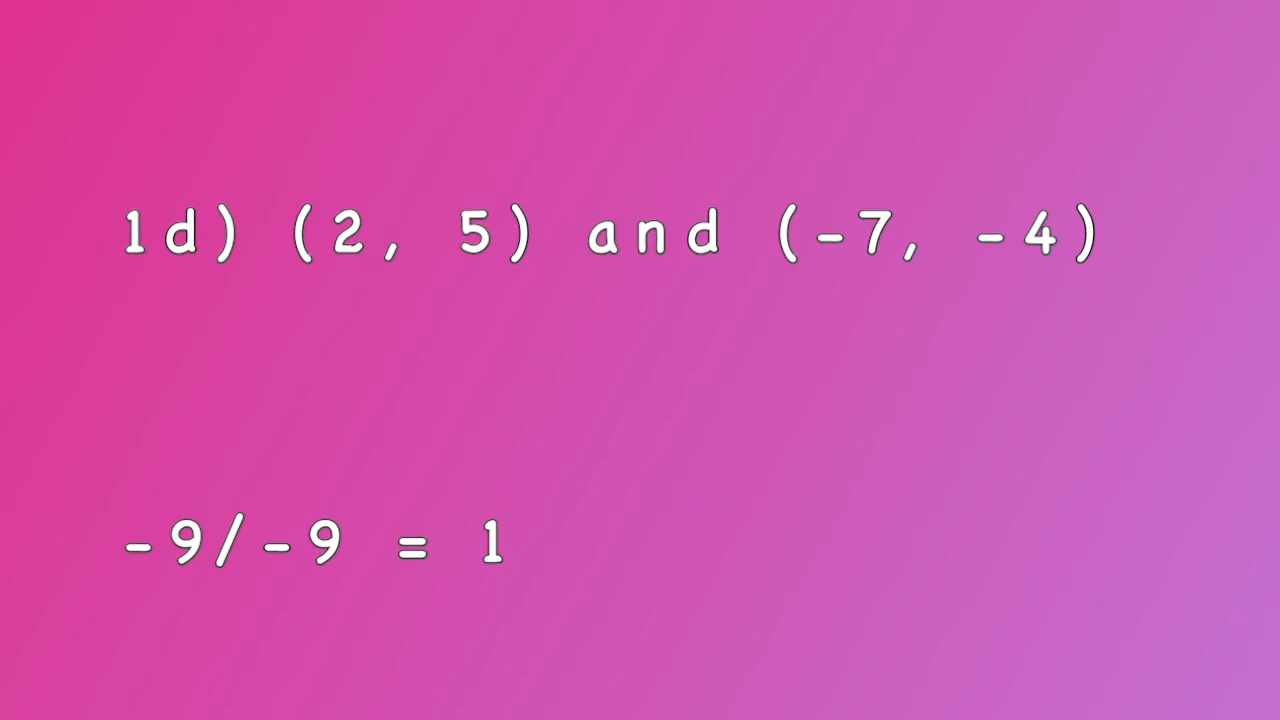 1d) (2, 5) and (-7, -4)
-9/-9 = 1